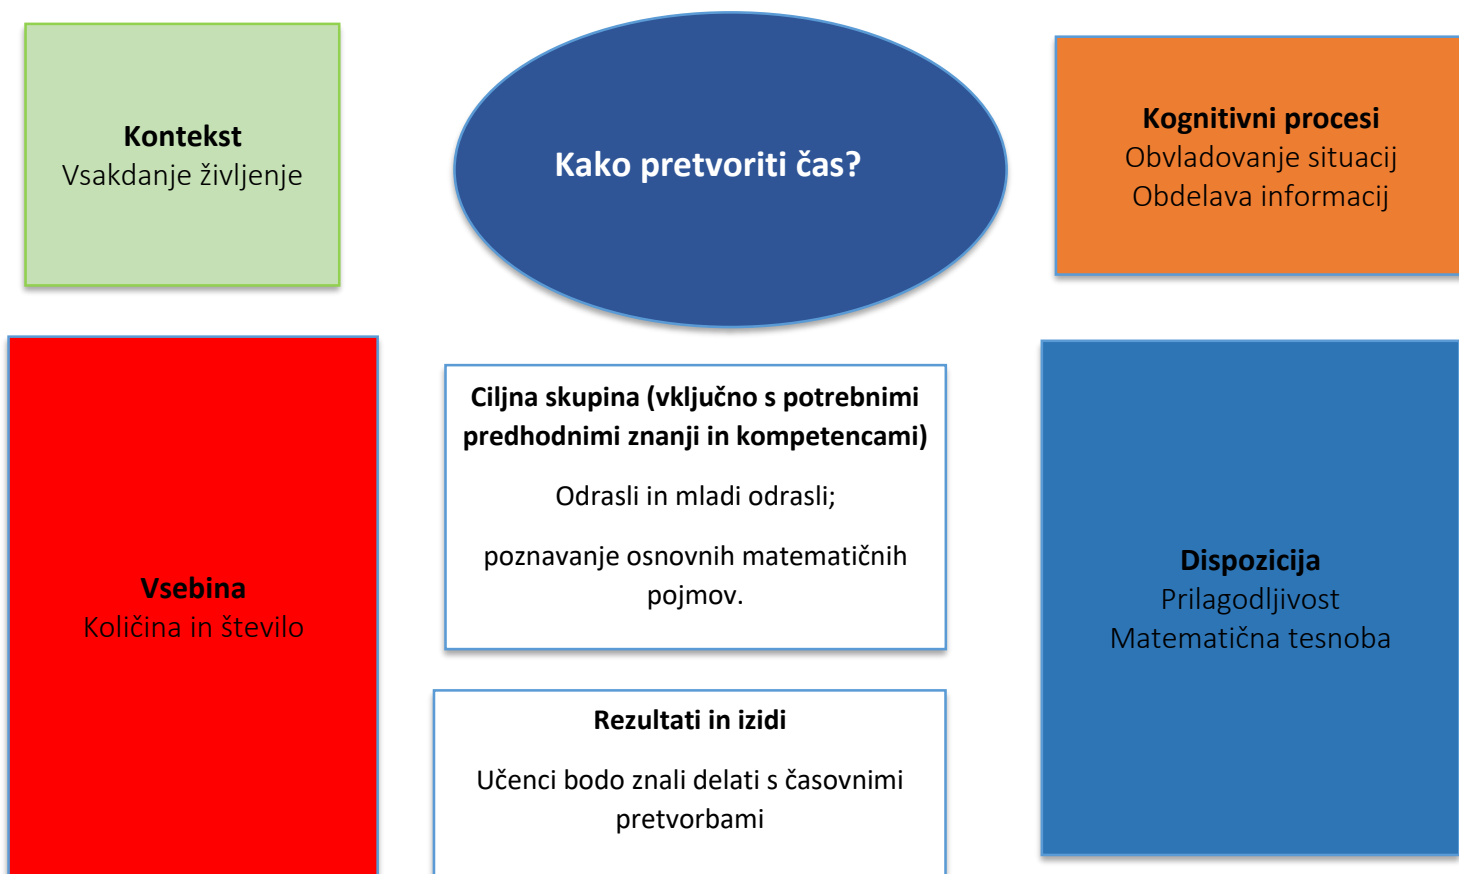 Kontekst
Vsakdanje življenje
Kako pretvoriti čas?
Kognitivni procesi
Obvladovanje situacij
Obdelava informacij
Vsebina
Količina in število
Ciljna skupina (vključno s potrebnimi
predhodnimi znanji in kompetencami)
Odrasli in mladi odrasli;
poznavanje osnovnih matematičnih
pojmov.
Dispozicija
Prilagodljivost
Matematična tesnoba
Rezultati in izidi
Učenci bodo znali delati s časovnimi
pretvorbami